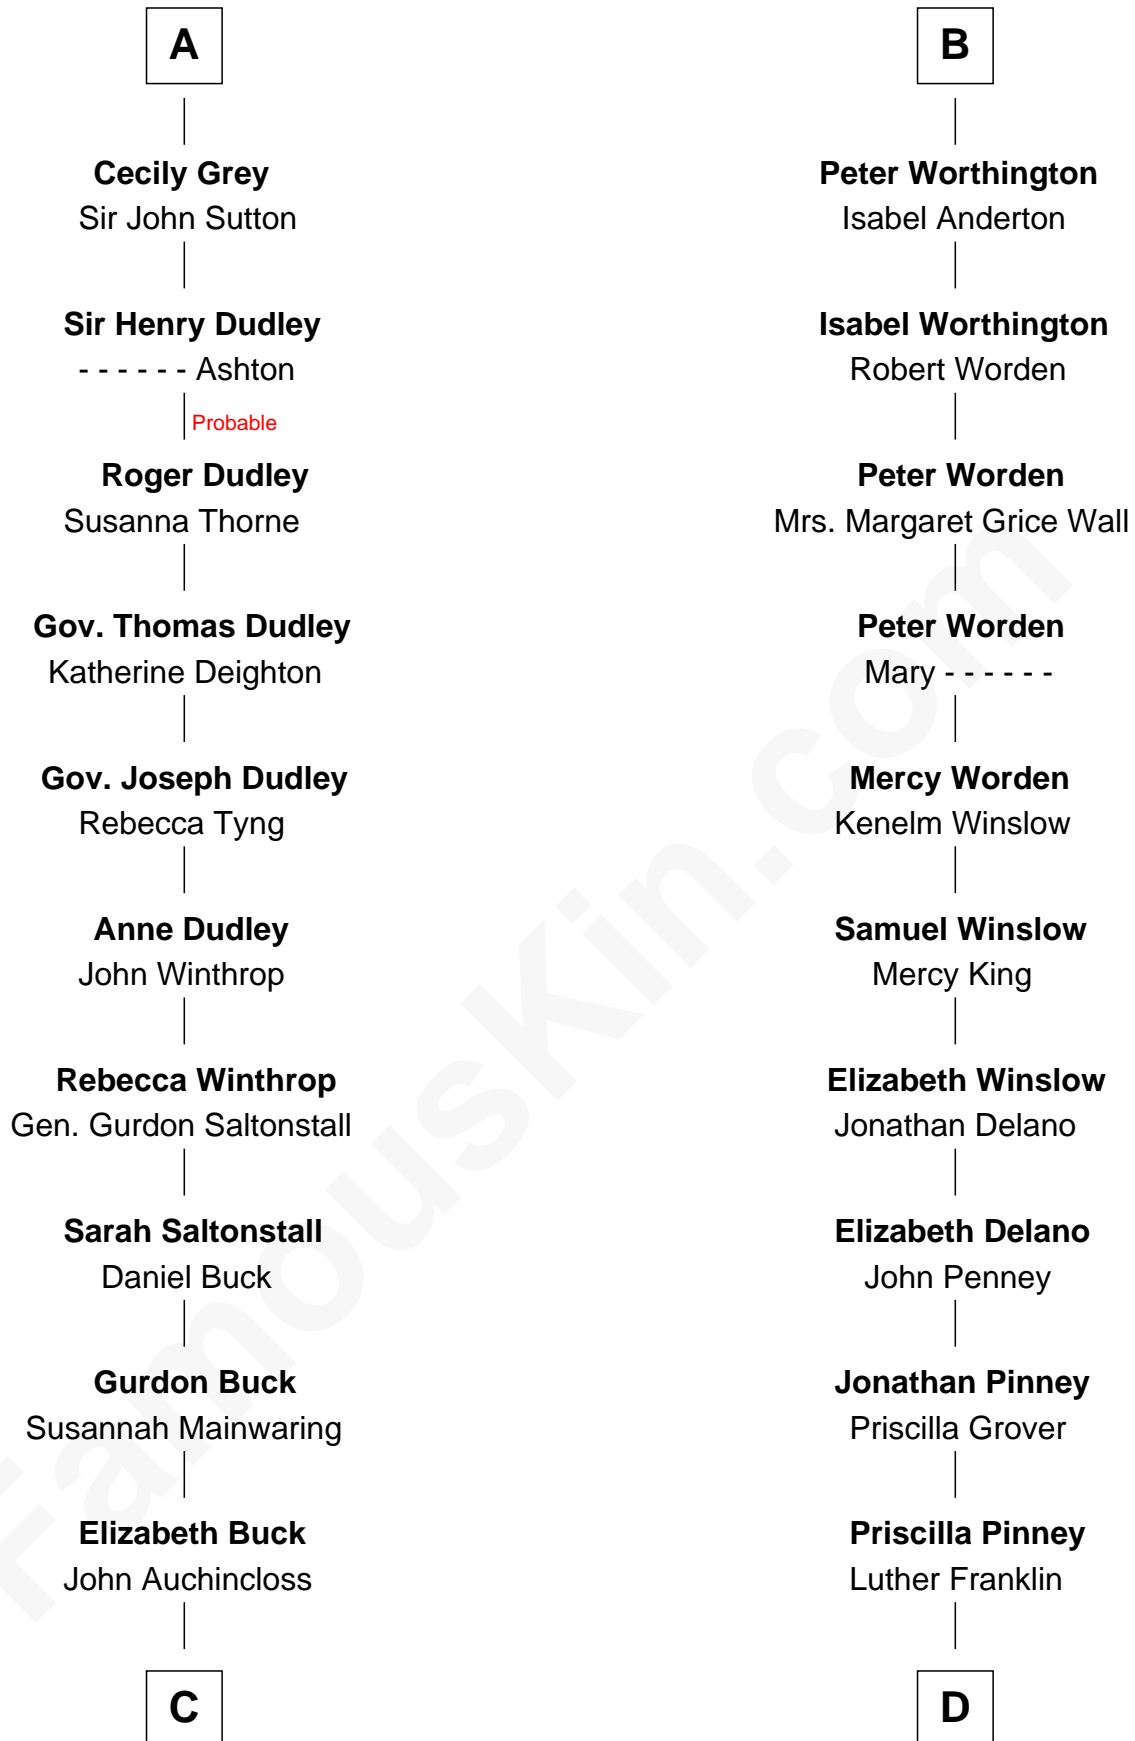 A
Cecily Grey
Sir John Sutton
Sir Henry Dudley
- - - - - - Ashton
Probable
Roger Dudley
Susanna Thorne
Gov. Thomas Dudley
Katherine Deighton
Gov. Joseph Dudley
Rebecca Tyng
Anne Dudley
John Winthrop
Rebecca Winthrop
Gen. Gurdon Saltonstall
Sarah Saltonstall
Daniel Buck
Gurdon Buck
Susannah Mainwaring
Elizabeth Buck
John Auchincloss
C
B
Peter Worthington
Isabel Anderton
Isabel Worthington
Robert Worden
Peter Worden
Mrs. Margaret Grice Wall
Peter Worden
Mary - - - - - -
Mercy Worden
Kenelm Winslow
Samuel Winslow
Mercy King
Elizabeth Winslow
Jonathan Delano
Elizabeth Delano
John Penney
Jonathan Pinney
Priscilla Grover
Priscilla Pinney
Luther Franklin
D
FamousKin.com